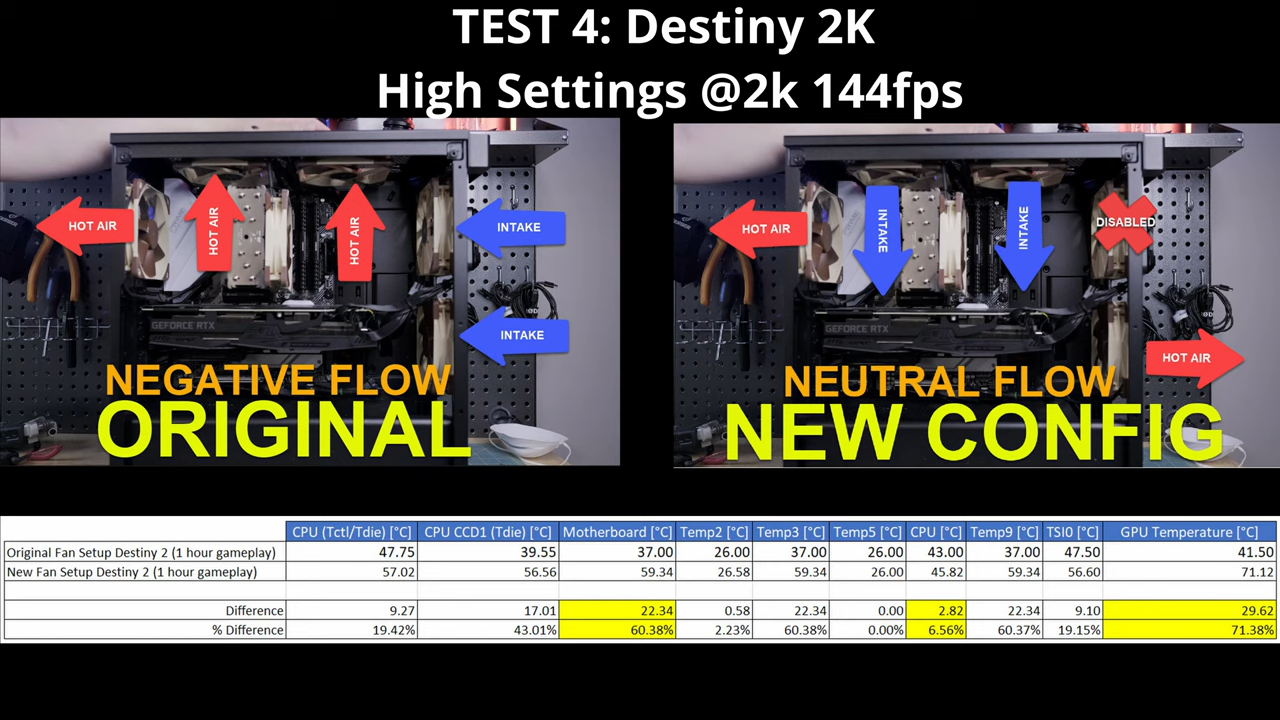 TEST 4: Destiny 2K
High Settings @2k 144fps
HOT AIR
HOT AIR
HOT AIR
INTAKE
INTAKE
GEFORCE RTX
NEGATIVE FLOW
ORIGINAL
HOT AIR
INTAKE
INTAKE
DISABLED
HOT AIR
GEFORCE RTX
NEUTRAL FLOW
NEW CONFIG
CPU (Tctl/Tdie) [°C] CPU CCD1 (Tdie) [°C] Motherboard [°C] Temp2 [°C] Temp3 [°C] Temp5 [°C] CPU [°C] Temp9 [°C] TSI0 [°C] GPU Temperature [°C]
Original Fan Setup Destiny 2 (1 hour gameplay) 47.75 39.55 37.00 26.00 37.00 26.00 43.00 37.00 47.50 41.50
New Fan Setup Destiny 2 (1 hour gameplay) 57.02 56.56 59.34 26.58 59.34 26.00 45.82 59.34 56.60 71.12
Difference 9.27 17.01 22.34 0.58 22.34 0.00 2.82 22.34 9.10 29.62
% Difference 19.42% 43.01% 60.38% 2.23% 60.38% 0.00% 6.56% 60.37% 19.15% 71.38%